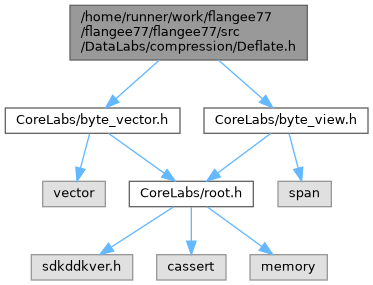 /home/runner/work/flangee77
/flangee77/flangee77/src
/DataLabs/compression/Deflate.h
CoreLabs/byte_vector.h
CoreLabs/byte_view.h
vector
CoreLabs/root.h
span
sdkddkver.h
cassert
memory